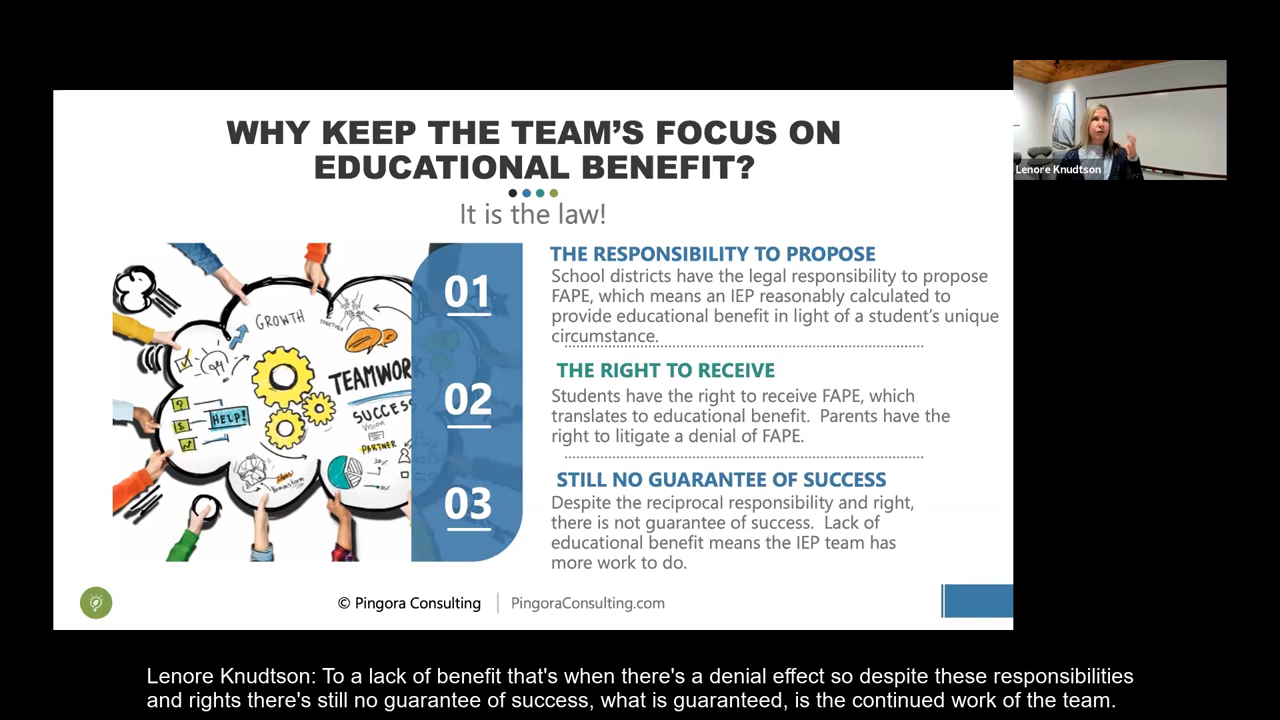 WHY KEEP THE TEAM'S FOCUS ON
EDUCATIONAL BENEFIT?
It is the law!
Lenore Knudtson
GROWTH
TOGETHER
TEAMWORK
SUCCESS
Vision
PARTNER
HELP!
Brainstorm
01
THE RESPONSIBILITY TO PROPOSE
School districts have the legal responsibility to propose
FAPE, which means an IEP reasonably calculated to
provide educational benefit in light of a student's unique
circumstance.
02
THE RIGHT TO RECEIVE
Students have the right to receive FAPE, which
translates to educational benefit. Parents have the
right to litigate a denial of FAPE.
03
STILL NO GUARANTEE OF SUCCESS
Despite the reciprocal responsibility and right,
there is not guarantee of success. Lack of
educational benefit means the IEP team has
more work to do.
© Pingora Consulting
PingoraConsulting.com
Lenore Knudtson: To a lack of benefit that's when there's a denial effect so despite these responsibilities
and rights there's still no guarantee of success, what is guaranteed, is the continued work of the team.